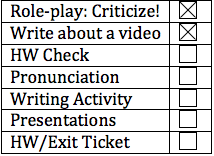 Role-play: Criticize!
Write about a video
HW Check
Pronunciation
Writing Activity
Presentations
HW/Exit Ticket